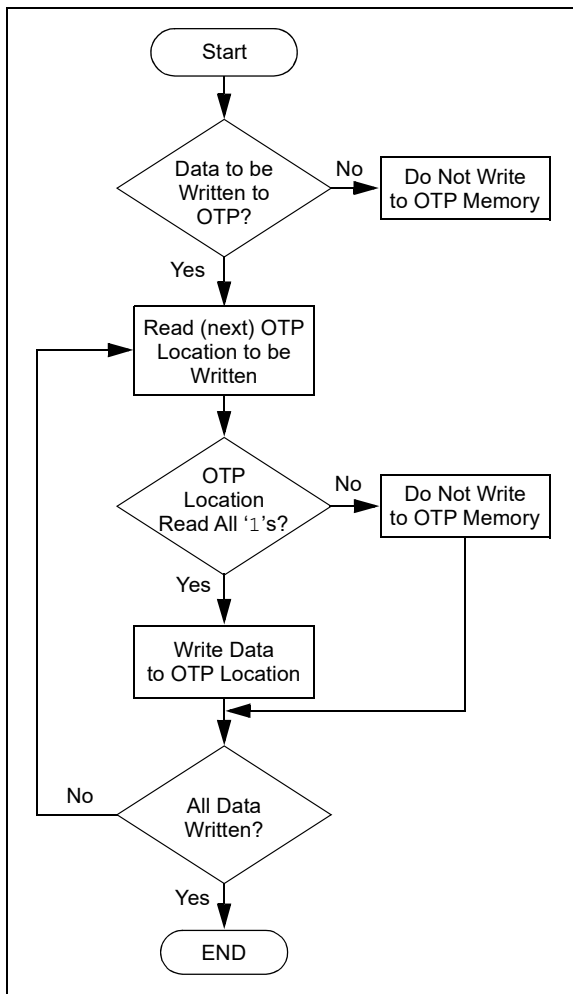 Start
Data to be
Written to
OTP?
No
Do Not Write
to OTP Memory
Yes
Read (next) OTP
Location to be
Written
OTP
Location
Read All ‘1’s?
No
Do Not Write
to OTP Memory
Yes
Write Data
to OTP Location
No
All Data
Written?
Yes
END